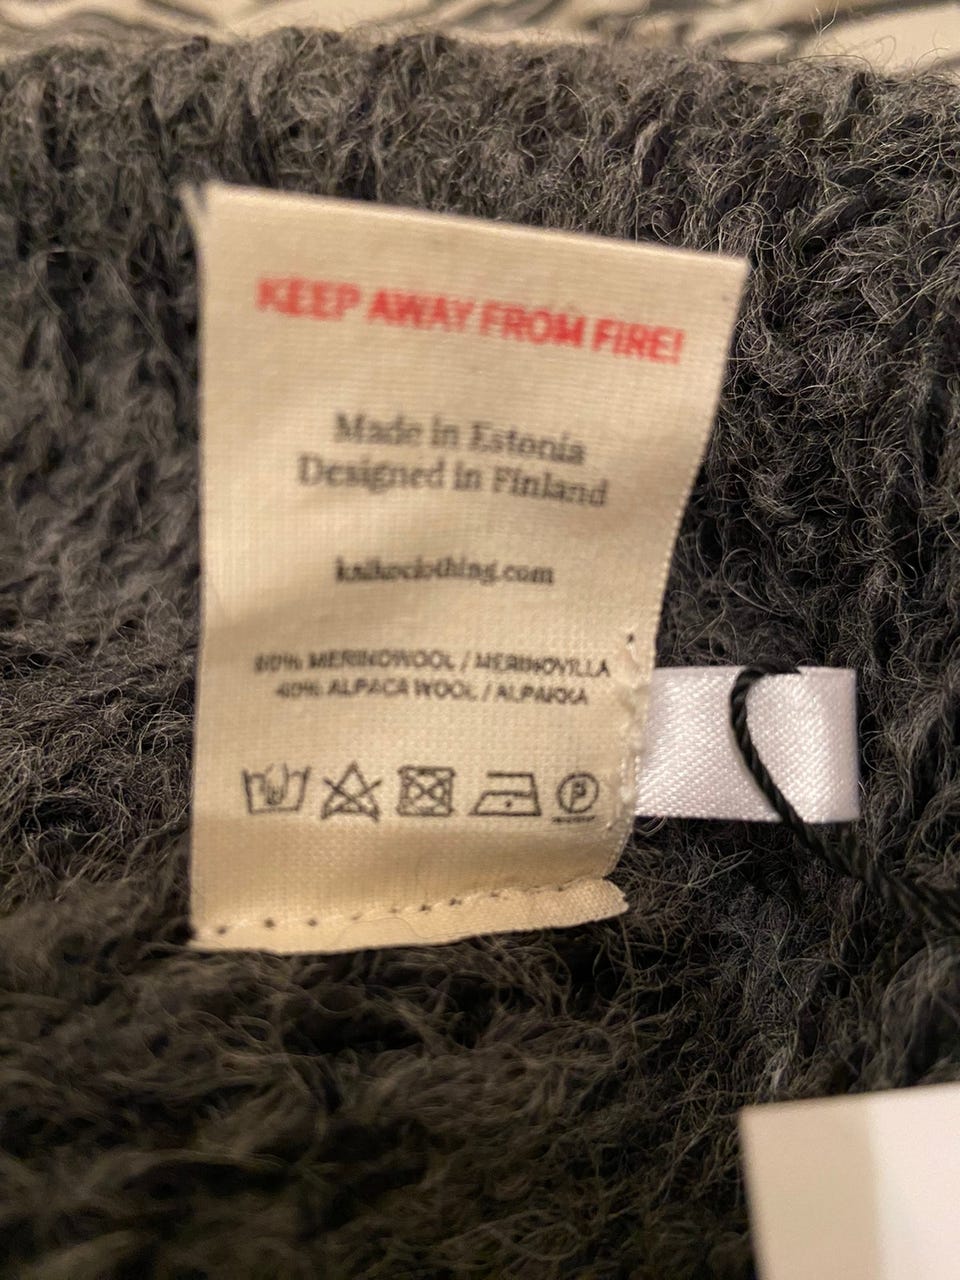 KEEP AWAY FROM FIRE!
Made in Estonia
Designed in Finland
kaikoclothing.com
60% MERINOWOOL / MERINOVILLA
40% ALPACA WOOL / ALPAKKA
P